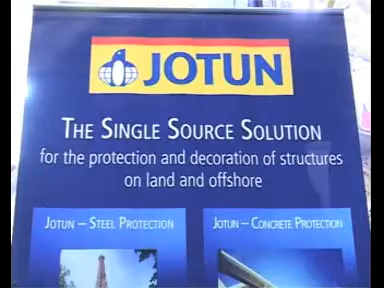 JOTUN
THE SINGLE SOURCE SOLUTION
for the protection and decoration of structures
on land and offshore
JOTUN – STEEL PROTECTION
JOTUN – CONCRETE PROTECTION